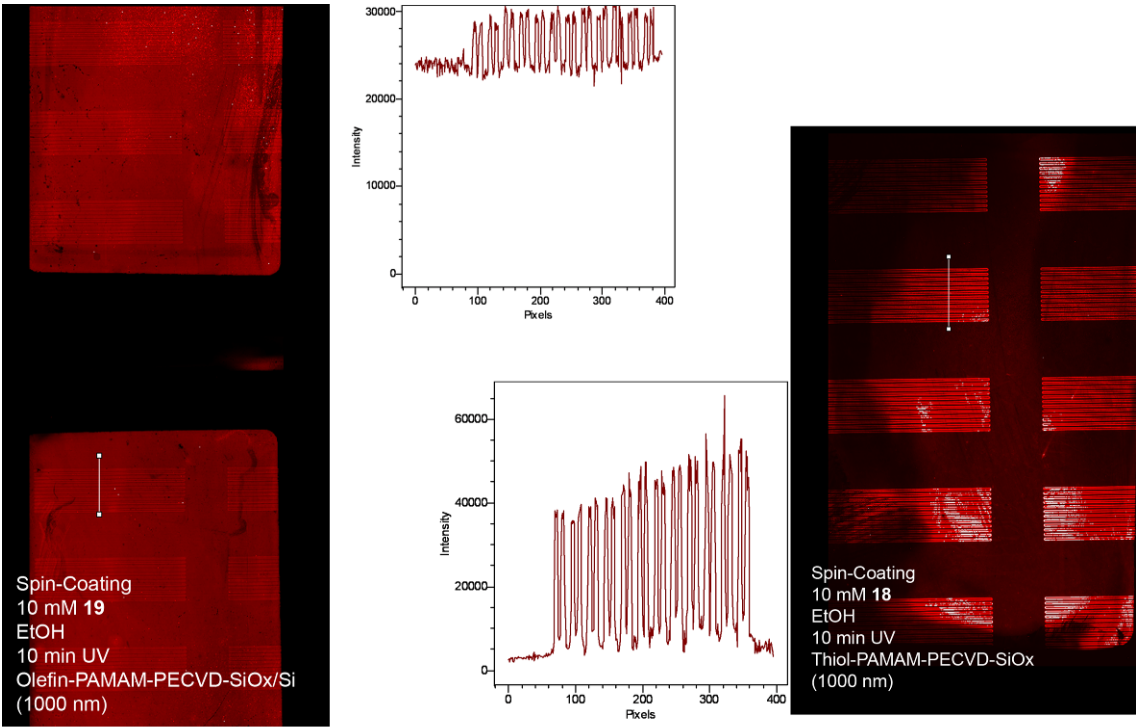 Spin-Coating
10 mM 19
EtOH
10 min UV
Olefin-PAMAM-PECVD-SiOx/Si
(1000 nm)
30000
20000
10000
0
Intensity
0 100 200 300 400
Pixels
60000
40000
20000
0
Intensity
0 100 200 300 400
Pixels
Spin-Coating
10 mM 18
EtOH
10 min UV
Thiol-PAMAM-PECVD-SiOx
(1000 nm)